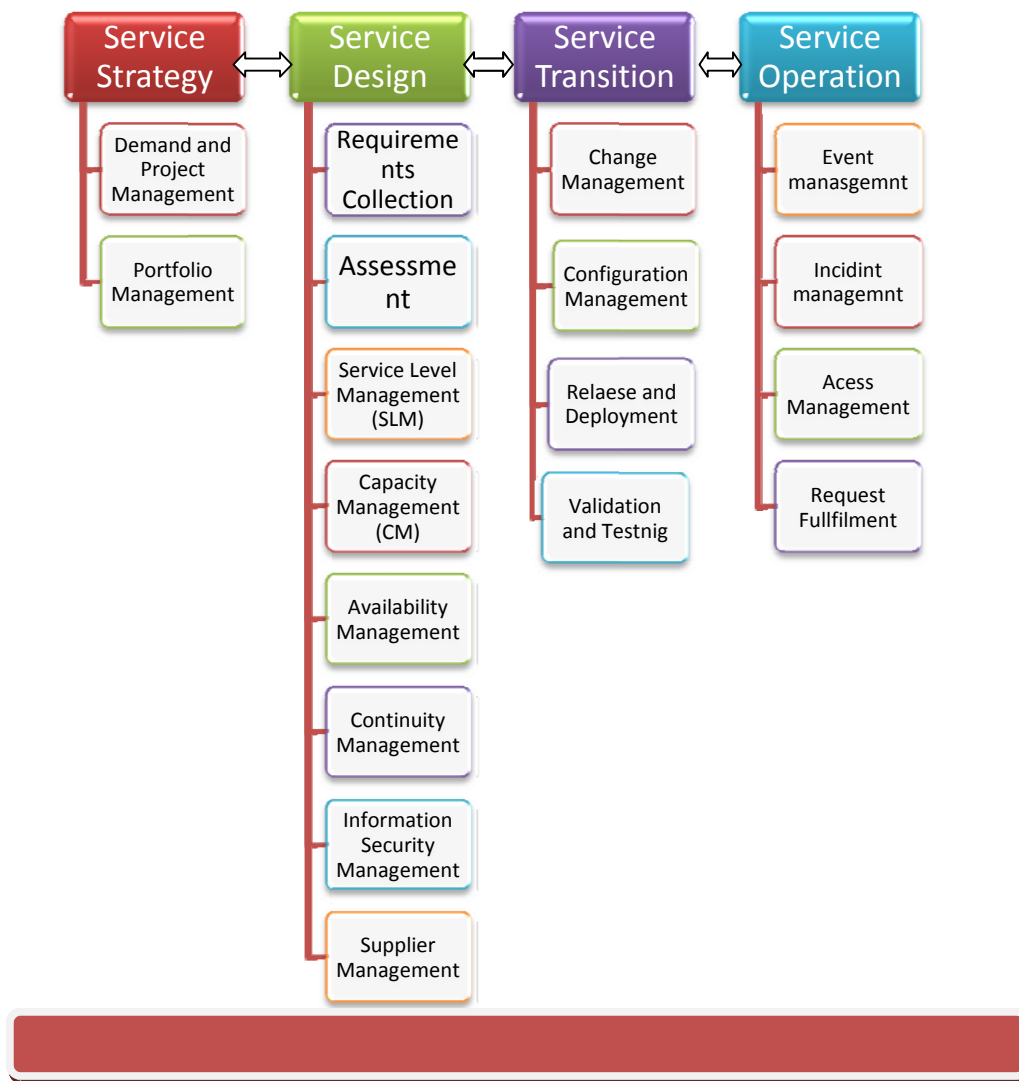 Service
Strategy
Demand and
Project
Management
Portfolio
Management
Service
Design
Requireme
nts
Collection
Assessme
nt
Service Level
Management
(SLM)
Capacity
Management
(CM)
Availability
Management
Continuity
Management
Information
Security
Management
Supplier
Management
Service
Transition
Change
Management
Configuration
Management
Relaese and
Deployment
Validation
and Testnig
Service
Operation
Event
manasgemnt
Incidint
managemnt
Acess
Management
Request
Fullfilment